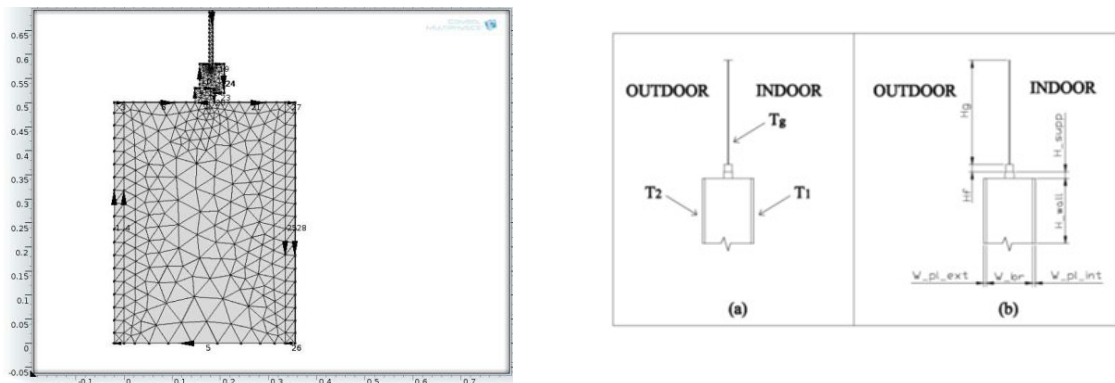 COMSOL
MULTIPHYSICS
0.65
0.6
0.55
0.5
0.45
0.4
0.35
0.3
0.25
0.2
0.15
0.1
0.05
0
-0.05
24
27
5
26
-0.1 0 0.1 0.2 0.3 0.4 0.5 0.6 0.7
OUTDOOR INDOOR
Tg
T2 T1
(a)
OUTDOOR INDOOR
Hg
H_supp
Hf
H_wall
W_pl_ext W_br W_pl_int
(b)